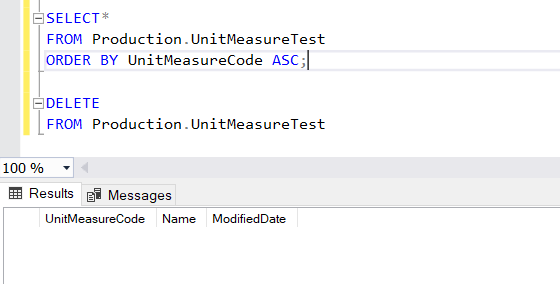 SELECT*
FROM Production.UnitMeasureTest
ORDER BY UnitMeasureCode ASC;
DELETE
FROM Production.UnitMeasureTest
100 %
Results Messages
UnitMeasureCode Name ModifiedDate